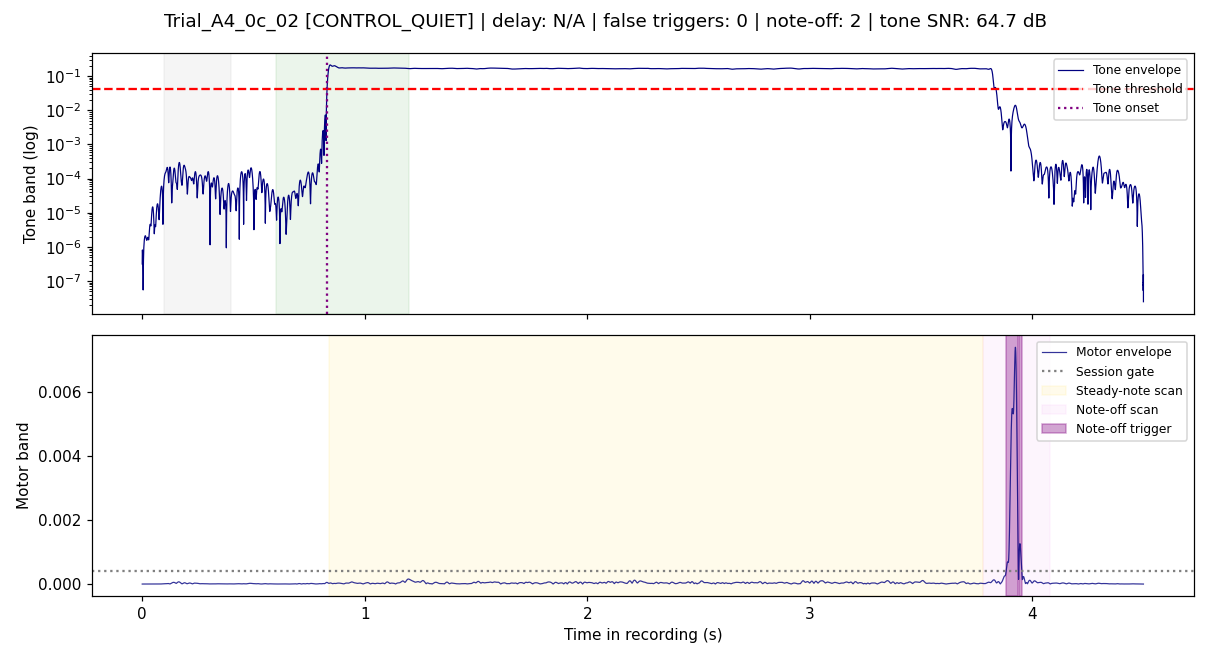 Trial_A4_0c_02 [CONTROL_QUIET] | delay: N/A | false triggers: 0 | note-off: 2 | tone SNR: 64.7 dB
Tone band (log)
10⁻¹
10⁻²
10⁻³
10⁻⁴
10⁻⁵
10⁻⁶
10⁻⁷
Tone envelope
Tone threshold
Tone onset
Motor band
0.006
0.004
0.002
0.000
Motor envelope
Session gate
Steady-note scan
Note-off scan
Note-off trigger
0 1 2 3 4
Time in recording (s)